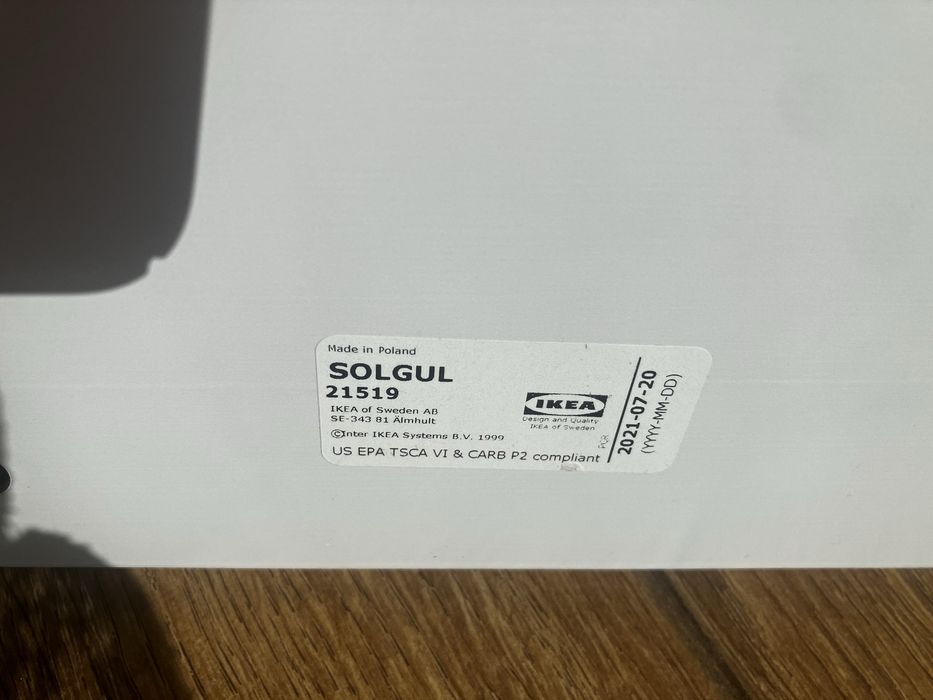 Made in Poland
SOLGUL
21519
IKEA of Sweden AB
SE-343 81 Älmhult
©Inter IKEA Systems B.V. 1999
US EPA TSCA VI & CARB P2 compliant
IKEA
Design and Quality
IKEA of Sweden
PQR
2021-07-20
(YYYY-MM-DD)